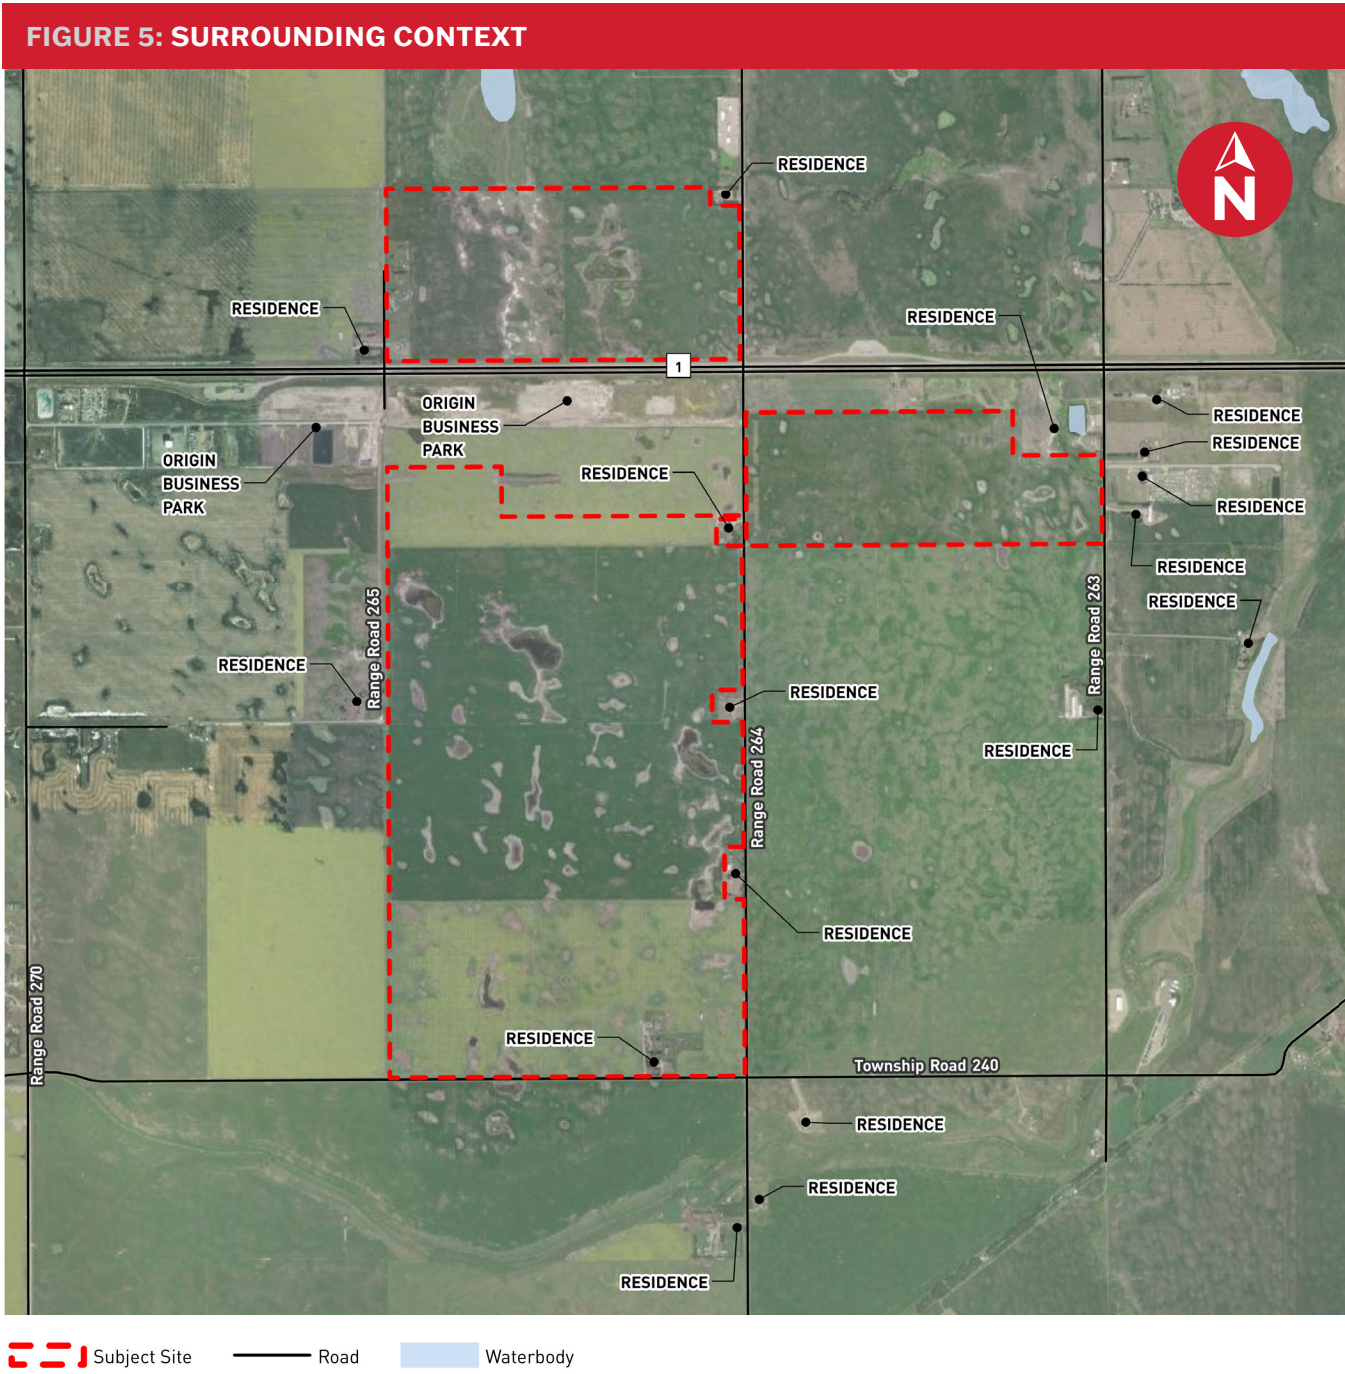 FIGURE 5: SURROUNDING CONTEXT
N
RESIDENCE
RESIDENCE
RESIDENCE
1
ORIGIN
BUSINESS
PARK
RESIDENCE
RESIDENCE
ORIGIN
BUSINESS
PARK
RESIDENCE
RESIDENCE
RESIDENCE
RESIDENCE
Range Road 265
Range Road 263
RESIDENCE
RESIDENCE
Range Road 264
RESIDENCE
RESIDENCE
Range Road 270
RESIDENCE
Township Road 240
RESIDENCE
RESIDENCE
RESIDENCE
Subject Site
Road
Waterbody